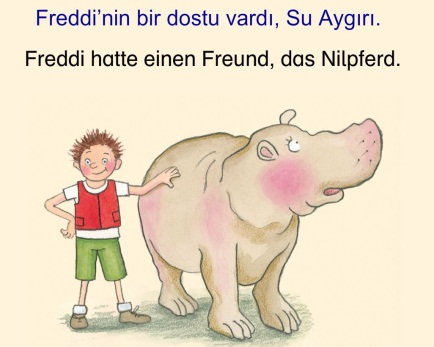 Freddi’nin bir dostu vardı, Su Aygırı.
Freddi hatte einen Freund, das Nilpferd.